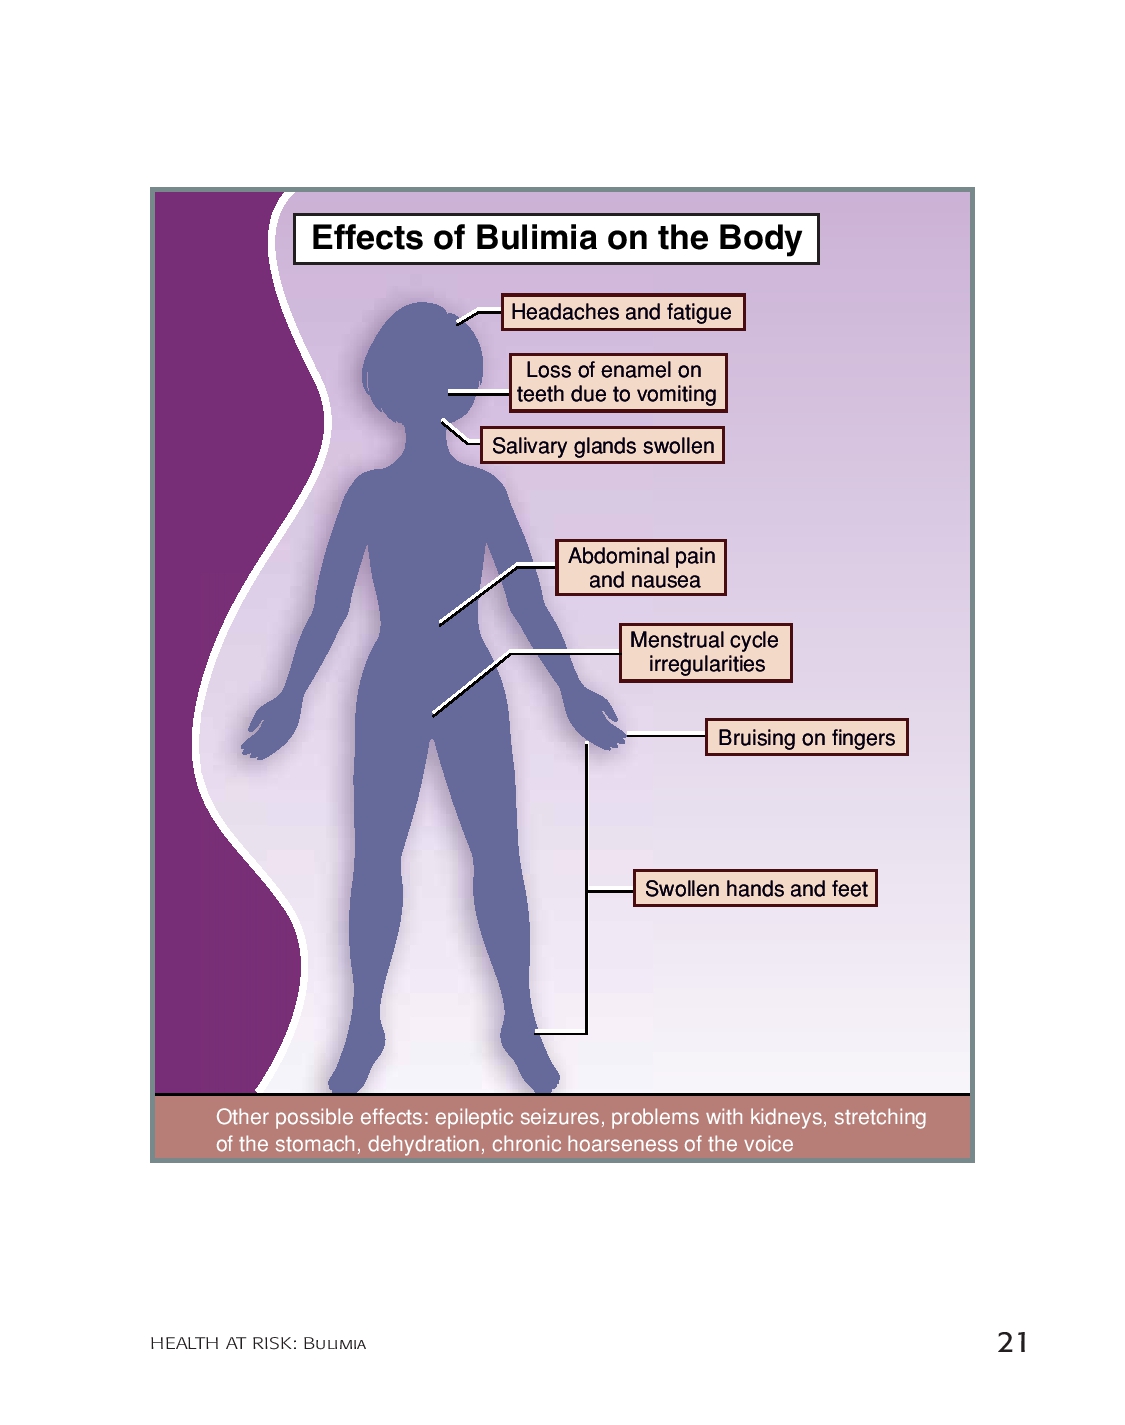 Effects of Bulimia on the Body
Headaches and fatigue
Loss of enamel on
teeth due to vomiting
Salivary glands swollen
Abdominal pain
and nausea
Menstrual cycle
irregularities
Bruising on fingers
Swollen hands and feet
Other possible effects: epileptic seizures, problems with kidneys, stretching
of the stomach, dehydration, chronic hoarseness of the voice
HEALTH AT RISK: BULIMIA 21